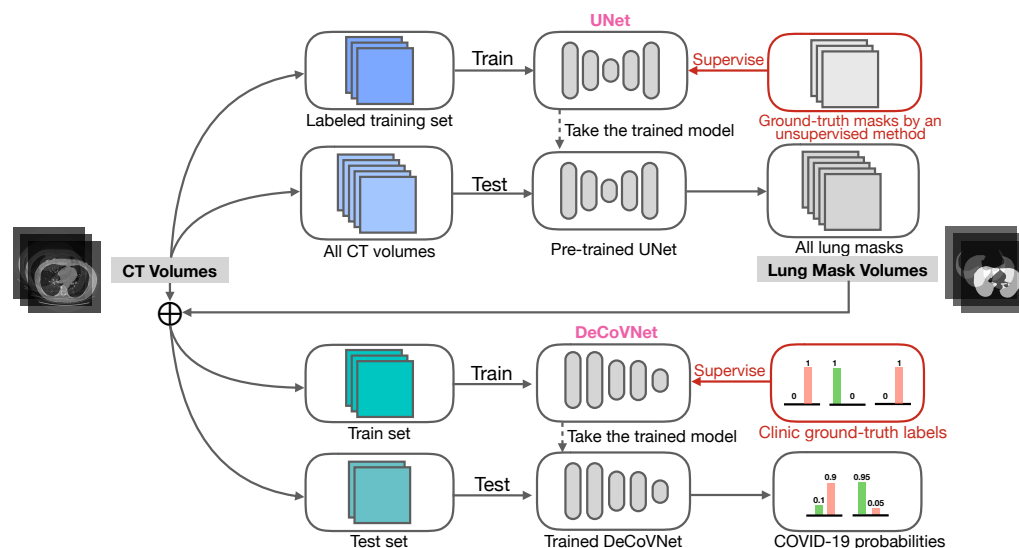 UNet
Train
Supervise
Labeled training set
Ground-truth masks by an
unsupervised method
Take the trained model
Test
All CT volumes
Pre-trained UNet
All lung masks
CT Volumes
Lung Mask Volumes
DeCoVNet
Train
Supervise
0
1
1
0
0
1
Train set
Clinic ground-truth labels
Take the trained model
Test
0.1
0.9
0.95
0.05
Test set
Trained DeCoVNet
COVID-19 probabilities